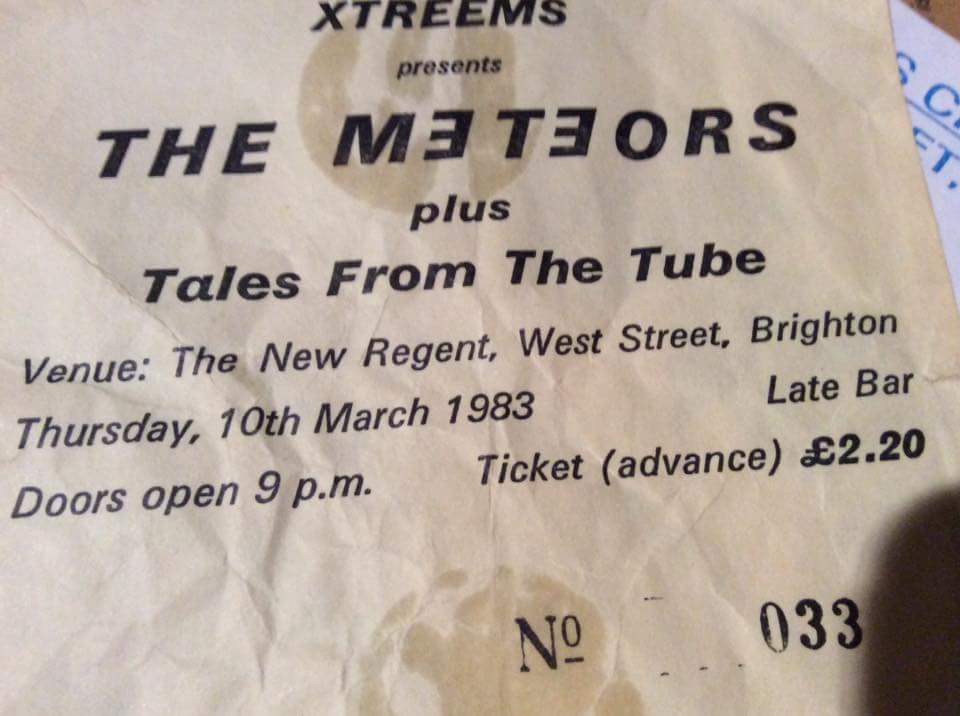 XTREEMS
presents
THE MƎTƎORS
plus
Tales From The Tube
Venue: The New Regent, West Street, Brighton
Thursday, 10th March 1983 Late Bar
Doors open 9 p.m. Ticket (advance) £2.20
Nº 033